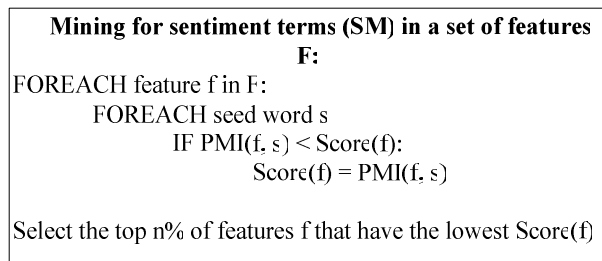 Mining for sentiment terms (SM) in a set of features
F:
FOREACH feature f in F:
FOREACH seed word s
IF PMI(f, s) < Score(f):
Score(f) = PMI(f, s)
Select the top n% of features f that have the lowest Score(f)